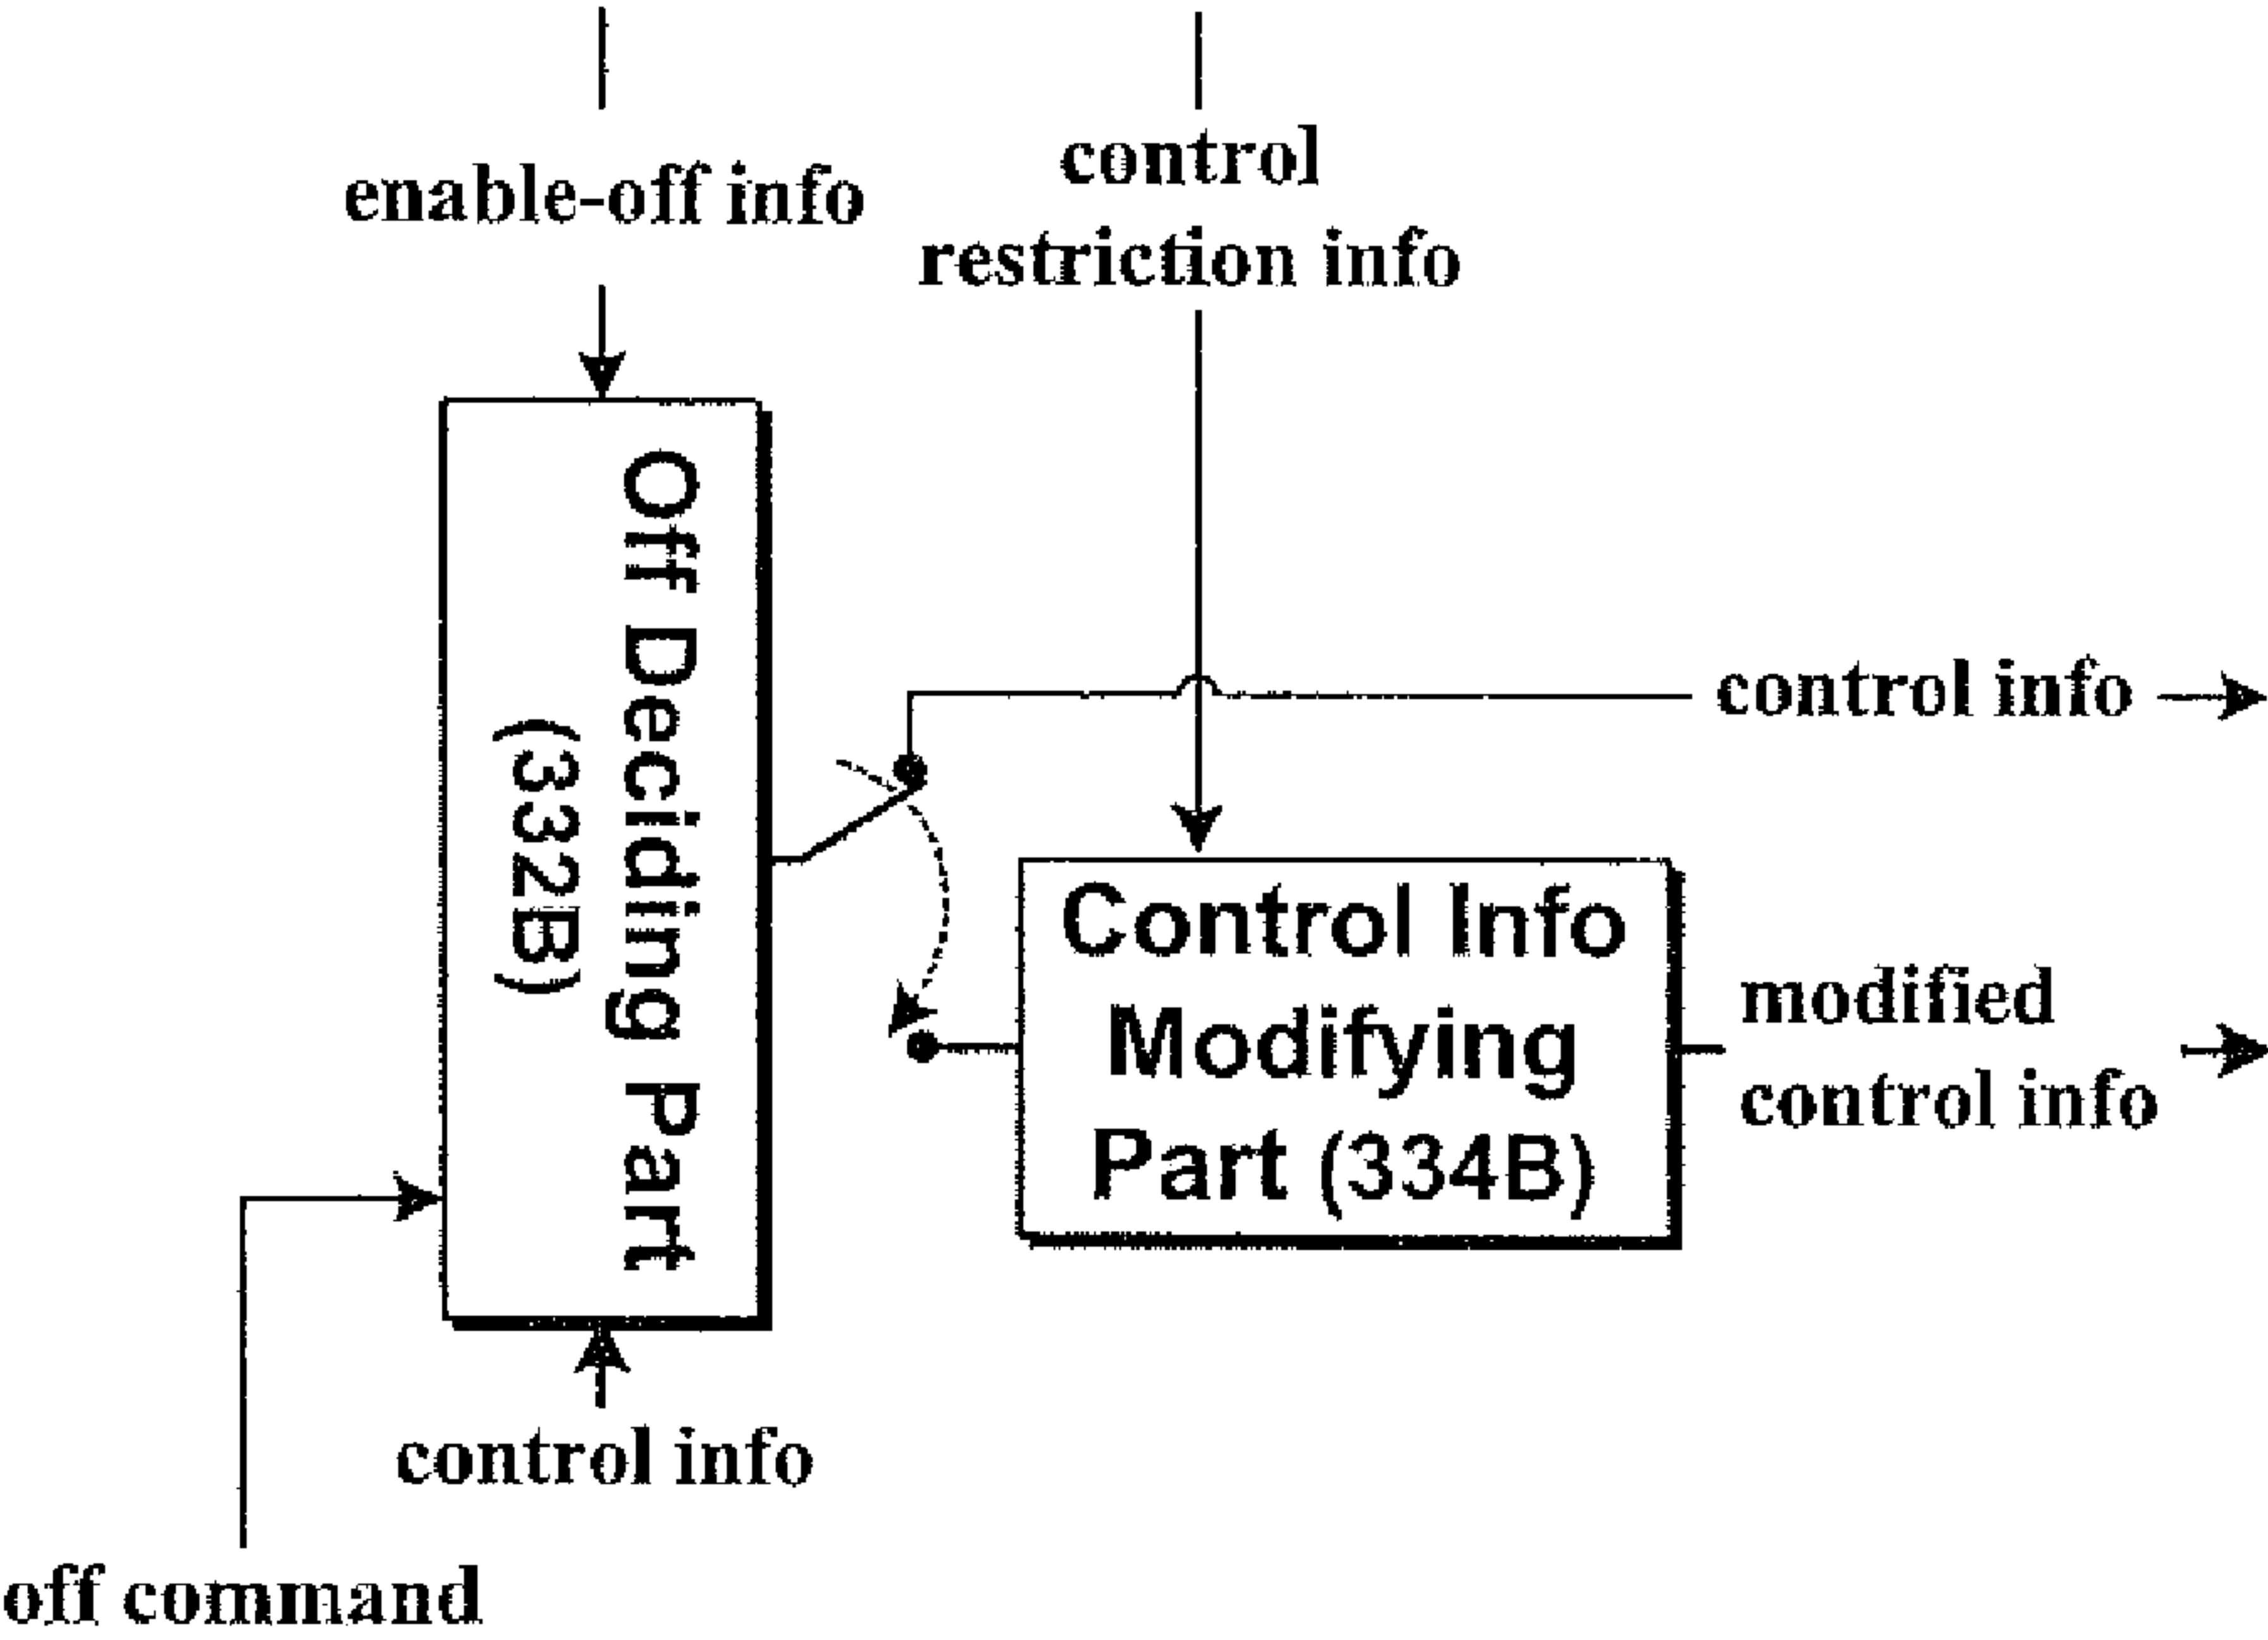 enable-off info
control
restriction info
Off Deciding Part
(332B)
control info
Control Info
Modifying
Part (334B)
modified
control info
control info
off command